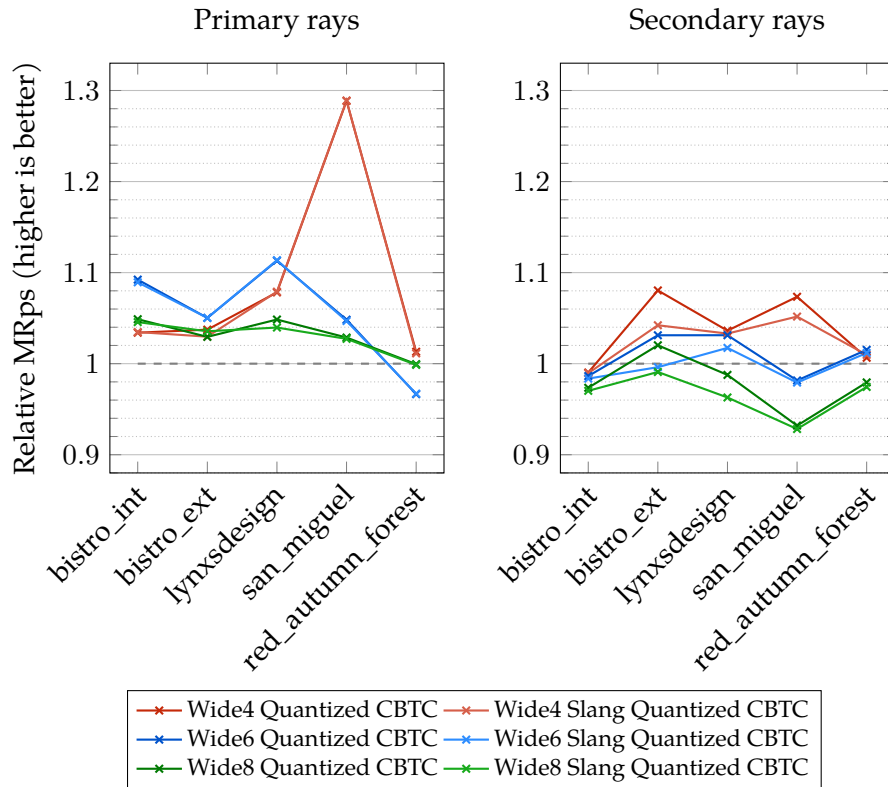 Primary rays
Secondary rays
Relative MRps (higher is better)
1.3
1.2
1.1
1
0.9
bistro_int
bistro_ext
lynxsdesign
san_miguel
red_autumn_forest
1.3
1.2
1.1
1
0.9
bistro_int
bistro_ext
lynxsdesign
san_miguel
red_autumn_forest
Wide4 Quantized CBTC
Wide4 Slang Quantized CBTC
Wide6 Quantized CBTC
Wide6 Slang Quantized CBTC
Wide8 Quantized CBTC
Wide8 Slang Quantized CBTC